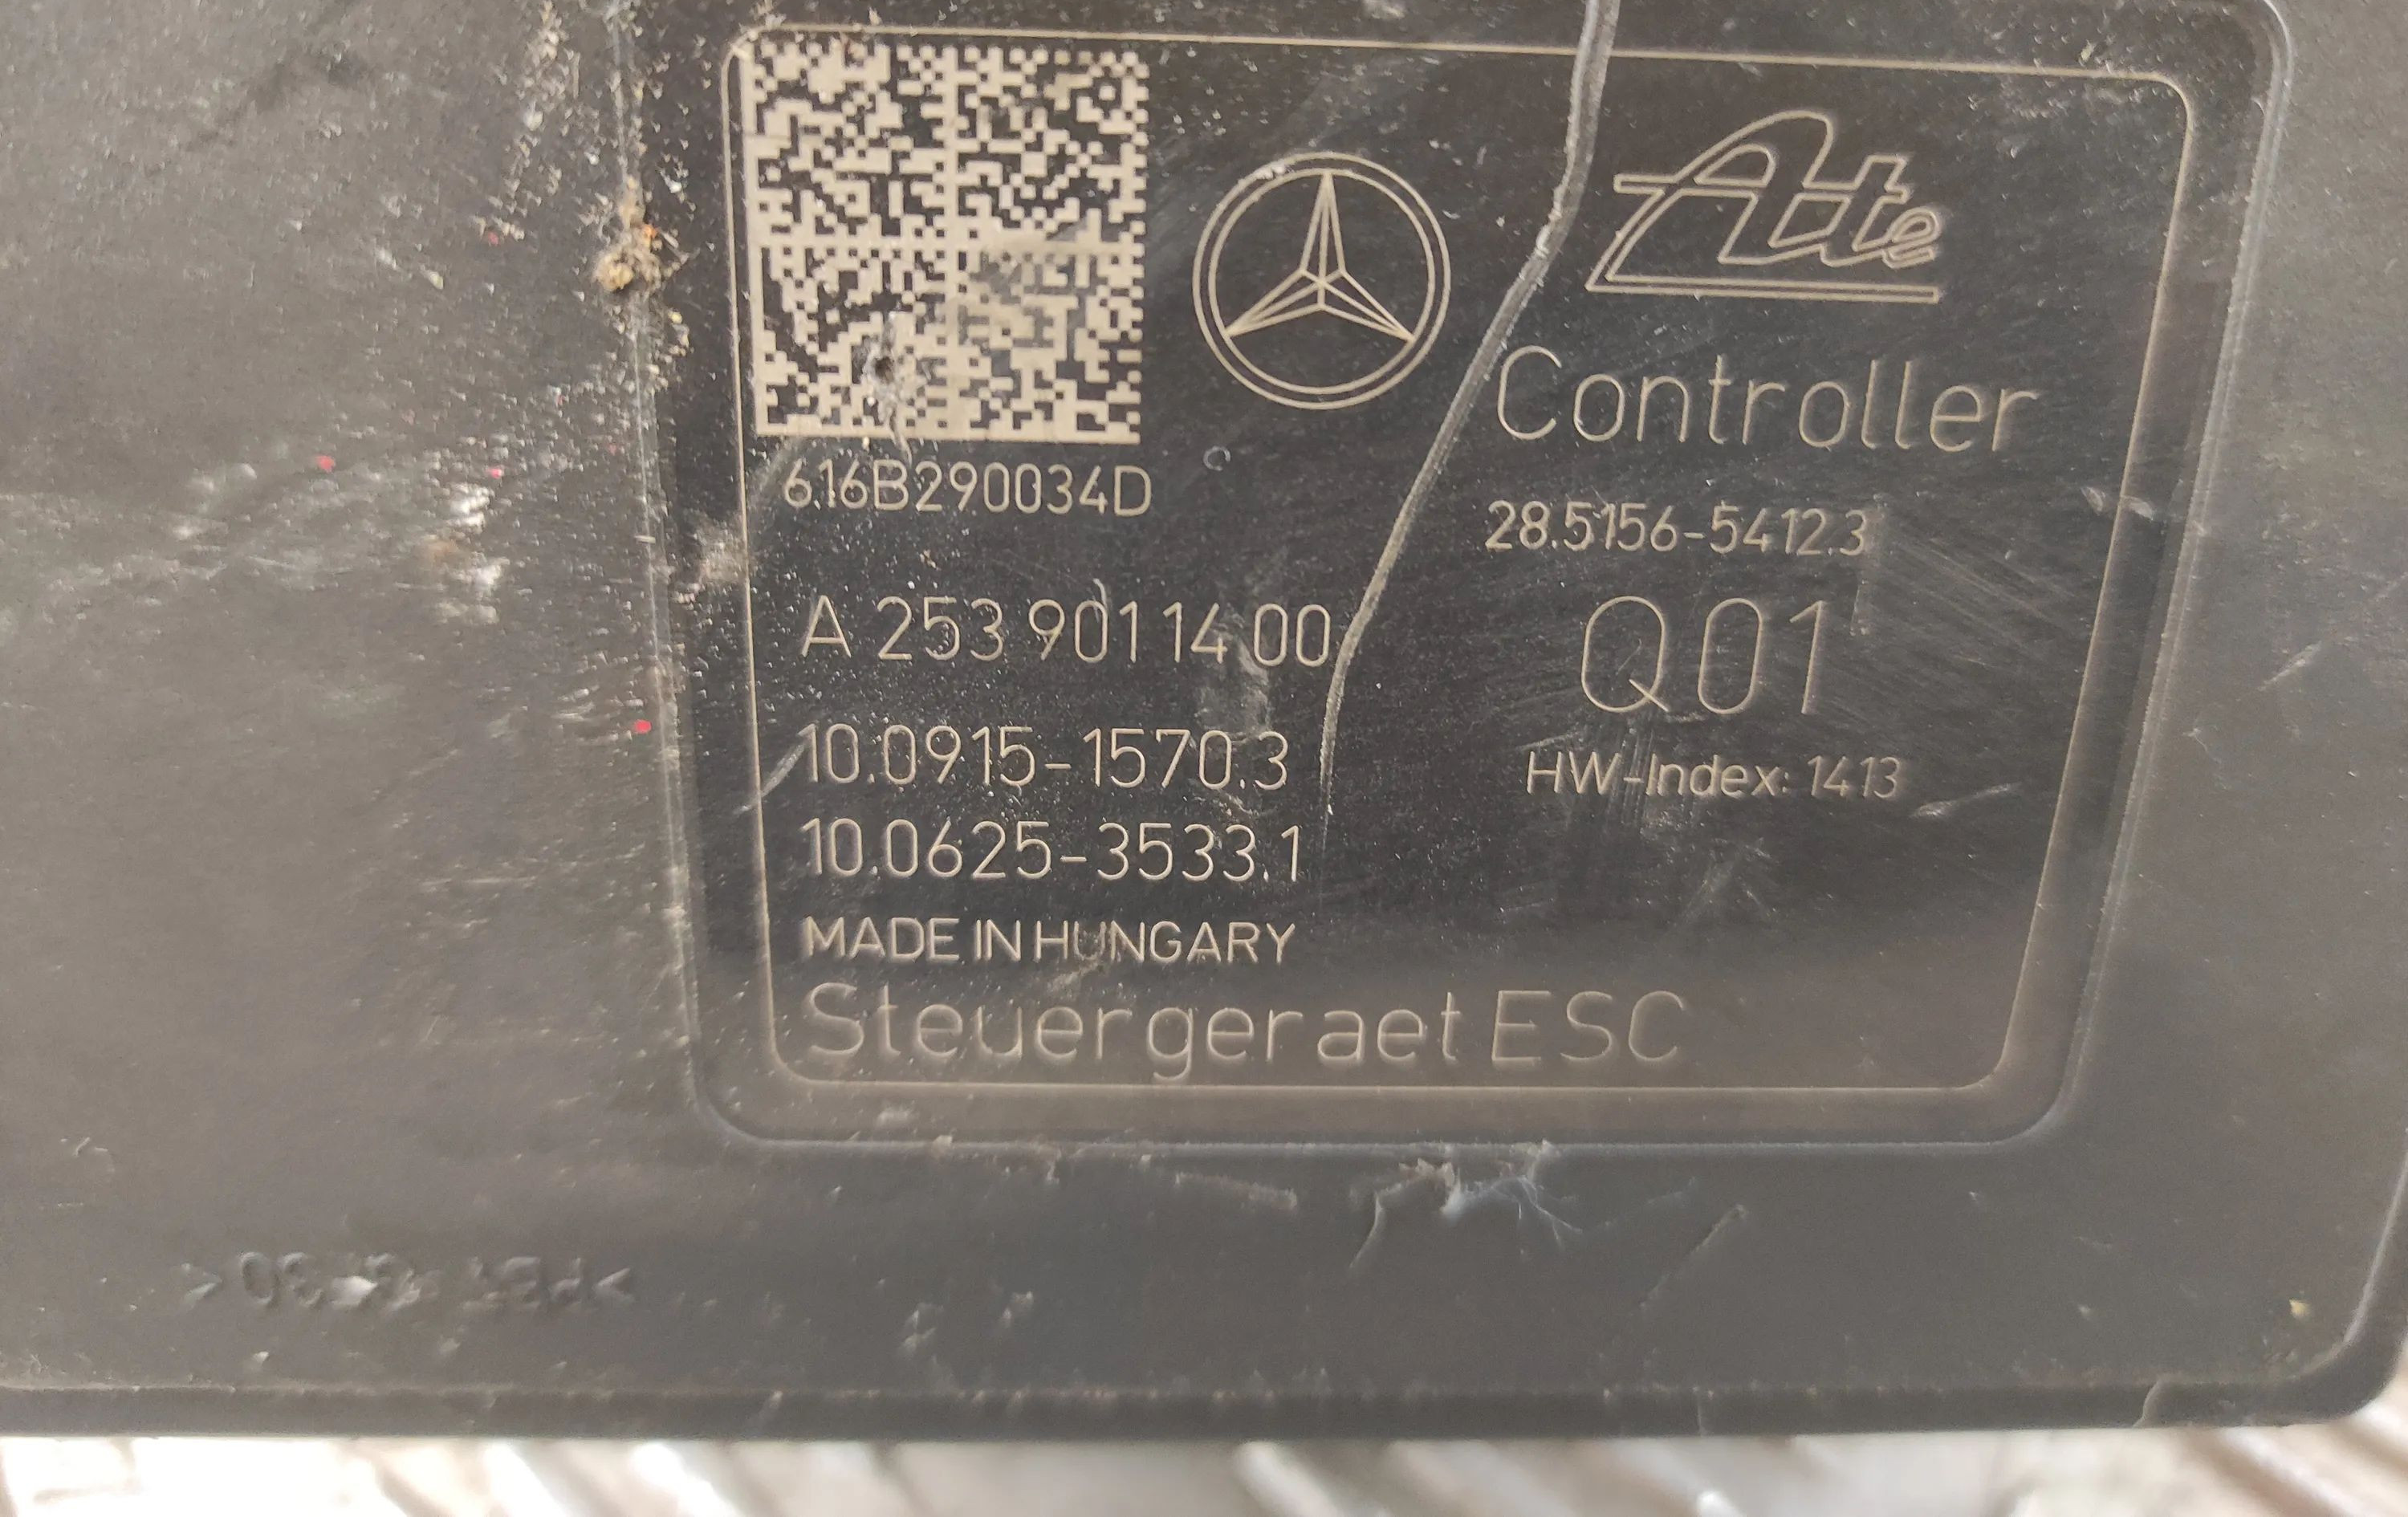 Ate
Controller
616B290034D
28.5156-5412.3
A 253 901 14 00
Q01
10.0915-1570.3
HW-Index: 1413
10.0625-3533.1
MADE IN HUNGARY
Steuergeraet ESC